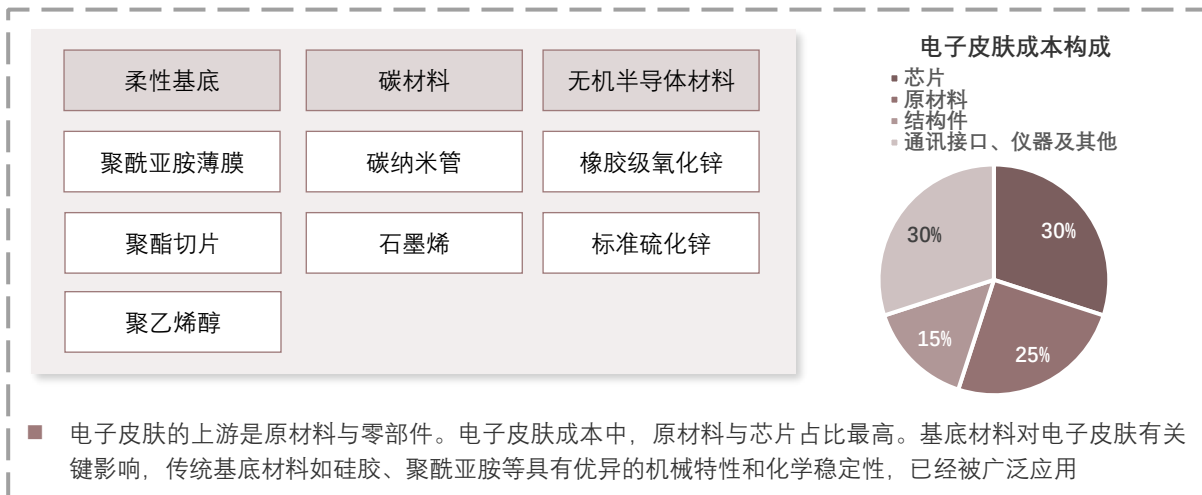 柔性基底
碳材料
无机半导体材料
聚酰亚胺薄膜
碳纳米管
橡胶级氧化锌
聚酯切片
石墨烯
标准硫化锌
聚乙烯醇
电子皮肤成本构成
芯片
原材料
结构件
通讯接口、仪器及其他
30%
30%
15%
25%
电子皮肤的上游是原材料与零部件。电子皮肤成本中，原材料与芯片占比最高。基底材料对电子皮肤有关
键影响，传统基底材料如硅胶、聚酰亚胺等具有优异的机械特性和化学稳定性，已经被广泛应用